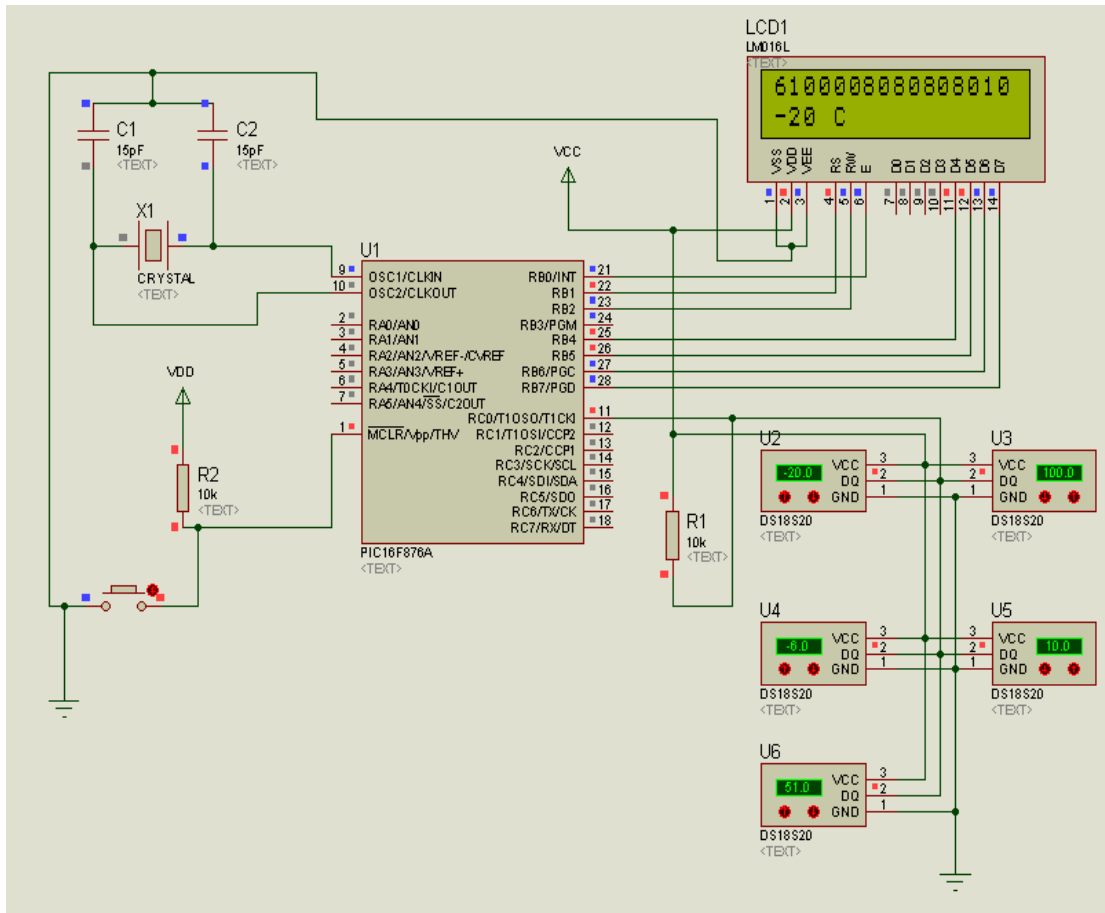 LCD1
LM016L
<TEXT>
6100008080808010
-20 C
VSS VDD VEE RS RW E D0 D1 D2 D3 D4 D5 D6 D7
1 2 3 4 5 6 7 8 9 10 11 12 13 14
C1
15pF
<TEXT>
C2
15pF
<TEXT>
X1
CRYSTAL
<TEXT>
VCC
U1
9 OSC1/CLKIN RB0/INT 21
10 OSC2/CLKOUT RB1 22
RB2 23
2 RA0/AN0 RB3/PGM 24
3 RA1/AN1 RB4 25
4 RA2/AN2/VREF-/CVREF RB5 26
5 RA3/AN3/VREF+ RB6/PGC 27
6 RA4/T0CKI/C1OUT RB7/PGD 28
7 RA5/AN4/SS/C2OUT
RC0/T1OSO/T1CKI 11
1 MCLR/Vpp/THV RC1/T1OSI/CCP2 12
RC2/CCP1 13
RC3/SCK/SCL 14
RC4/SDI/SDA 15
RC5/SDO 16
RC6/TX/CK 17
RC7/RX/DT 18
PIC16F876A
<TEXT>
VDD
R2
10k
<TEXT>
R1
10k
<TEXT>
U2
-20.0
VCC 3
DQ 2
GND 1
DS18S20
<TEXT>
U3
3 VCC
2 DQ
1 GND
100.0
DS18S20
<TEXT>
U4
-6.0
VCC 3
DQ 2
GND 1
DS18S20
<TEXT>
U5
3 VCC
2 DQ
1 GND
10.0
DS18S20
<TEXT>
U6
51.0
VCC 3
DQ 2
GND 1
DS18S20
<TEXT>